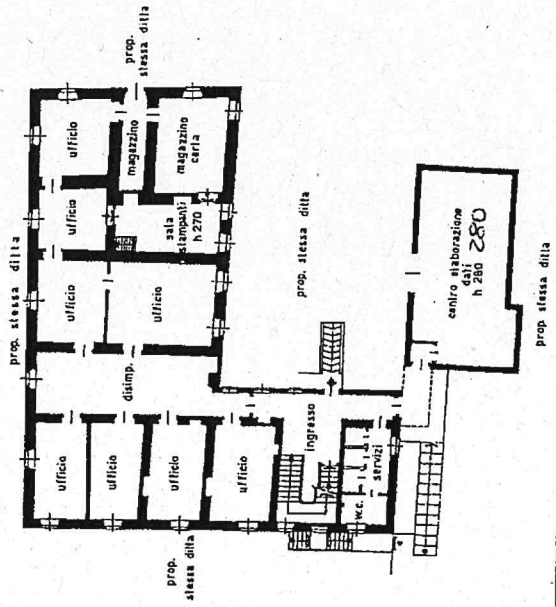 prop.
stessa ditta
prop. stessa ditta
ufficio
ufficio
ufficio
magazzino
magazzino
carta
sala
stampanti
h 270
ufficio
disimp.
ufficio
ufficio
ufficio
ufficio
prop.
stessa ditta
prop. stessa ditta
ingresso
servizi
w.c.
centro elaborazione
dati
h 280
280
prop stessa ditta